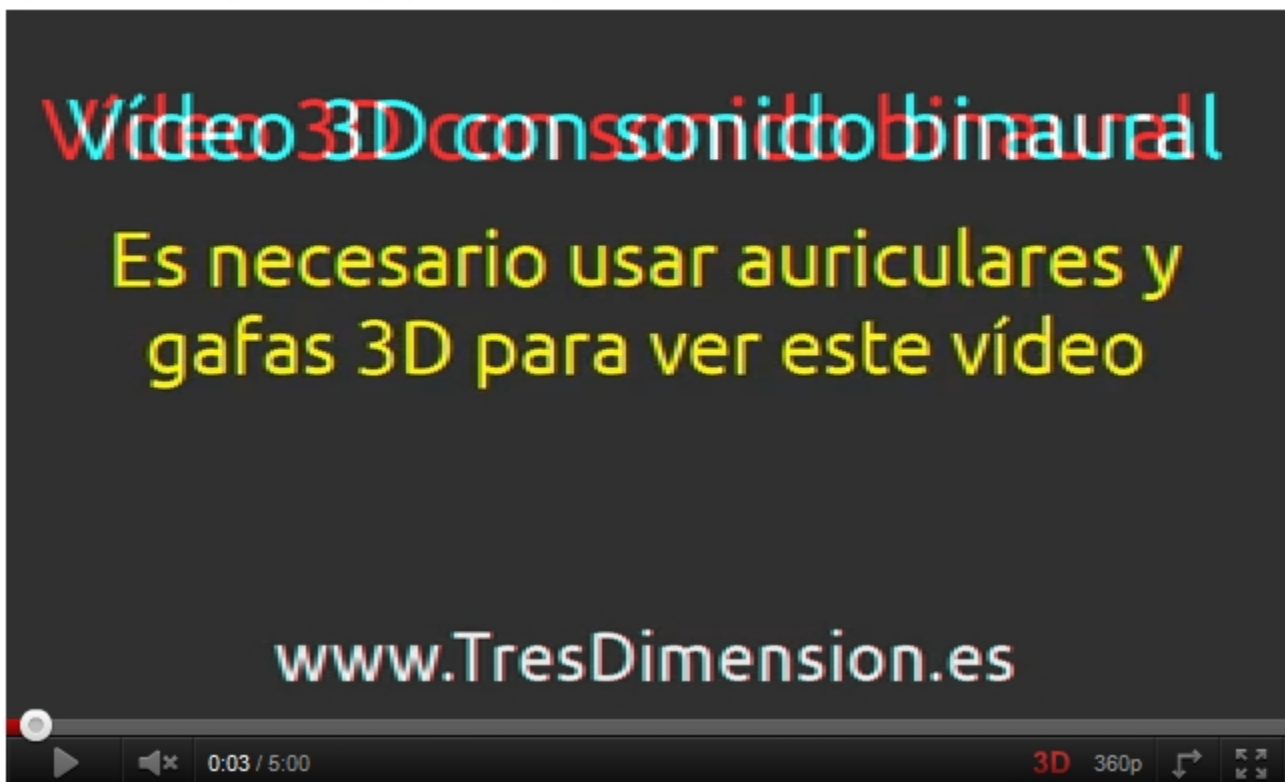 Vídeo 3D con sonido binaural
Es necesario usar auriculares y
gafas 3D para ver este vídeo
www.TresDimension.es
0:03 / 5:00 3D 360p